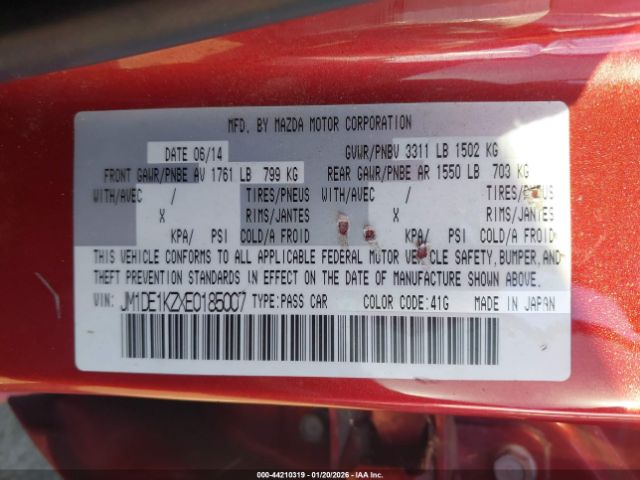 MFD. BY MAZDA MOTOR CORPORATION
DATE 06/14 GVWR/PNBV 3311 LB 1502 KG
FRONT GAWR/PNBE AV 1761 LB 799 KG REAR GAWR/PNBE AR 1550 LB 703 KG
WITH/AVEC / TIRES/PNEUS WITH/AVEC / TIRES/PNEUS
X RIMS/JANTES X RIMS/JANTES
KPA/ PSI COLD/A FROID KPA/ PSI COLD/A FROID
THIS VEHICLE CONFORMS TO ALL APPLICABLE FEDERAL MOTOR VEHICLE SAFETY, BUMPER, AND
THEFT PREVENTION STANDARDS IN EFFECT ON THE DATE OF MANUFACTURE SHOWN ABOVE.
VIN: JM1DE1KZXE0185007 TYPE: PASS CAR COLOR CODE: 41G MADE IN JAPAN
000-44210319 - 01/20/2026 - IAA Inc.